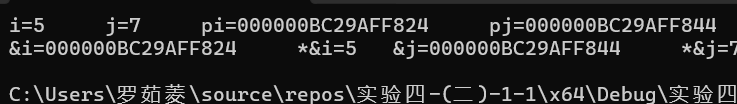 i=5 j=7 pi=000000BC29AFF824 pj=000000BC29AFF844
&i=000000BC29AFF824 *&i=5 &j=000000BC29AFF844 *&j=7
C:\Users\罗茹菱\source\repos\实验四-(二)-1-1\x64\Debug\实验四